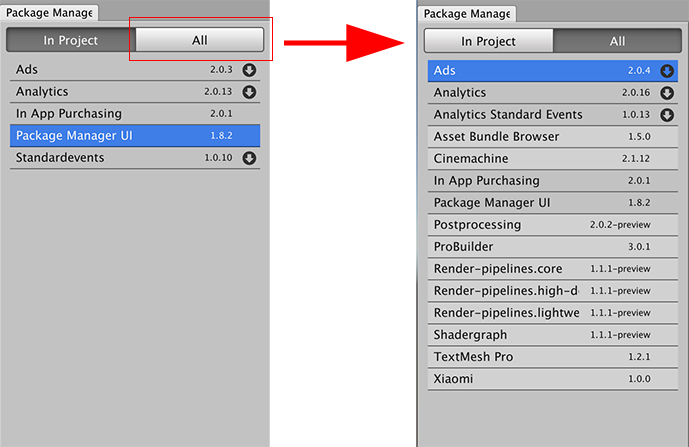 Package Manage
In Project All
Ads 2.0.3
Analytics 2.0.13
In App Purchasing 2.0.1
Package Manager UI 1.8.2
Standardevents 1.0.10
Package Manage
In Project All
Ads 2.0.4
Analytics 2.0.16
Analytics Standard Events 1.0.13
Asset Bundle Browser 1.5.0
Cinemachine 2.1.12
In App Purchasing 2.0.1
Package Manager UI 1.8.2
Postprocessing 2.0.2-preview
ProBuilder 3.0.1
Render-pipelines.core 1.1.1-preview
Render-pipelines.high-d 1.1.1-preview
Render-pipelines.lightwe 1.1.1-preview
Shadergraph 1.1.1-preview
TextMesh Pro 1.2.1
Xiaomi 1.0.0